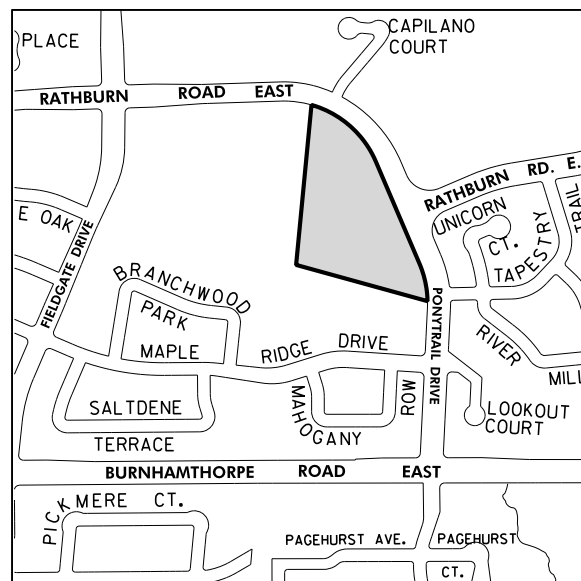 PLACE
CAPILANO
COURT
RATHBURN ROAD EAST
RATHBURN RD. E.
UNICORN
CT.
TAPESTRY
TRAIL
E OAK
FIELDGATE DRIVE
BRANCHWOOD
PARK
MAPLE RIDGE DRIVE
PONYTRAIL DRIVE
RIVER
MILL
MAHOGANY
ROW
SALTDENE
TERRACE
LOOKOUT
COURT
BURNHAMTHORPE ROAD EAST
PICKMERE CT.
PAGEHURST AVE.
PAGEHURST
CT.